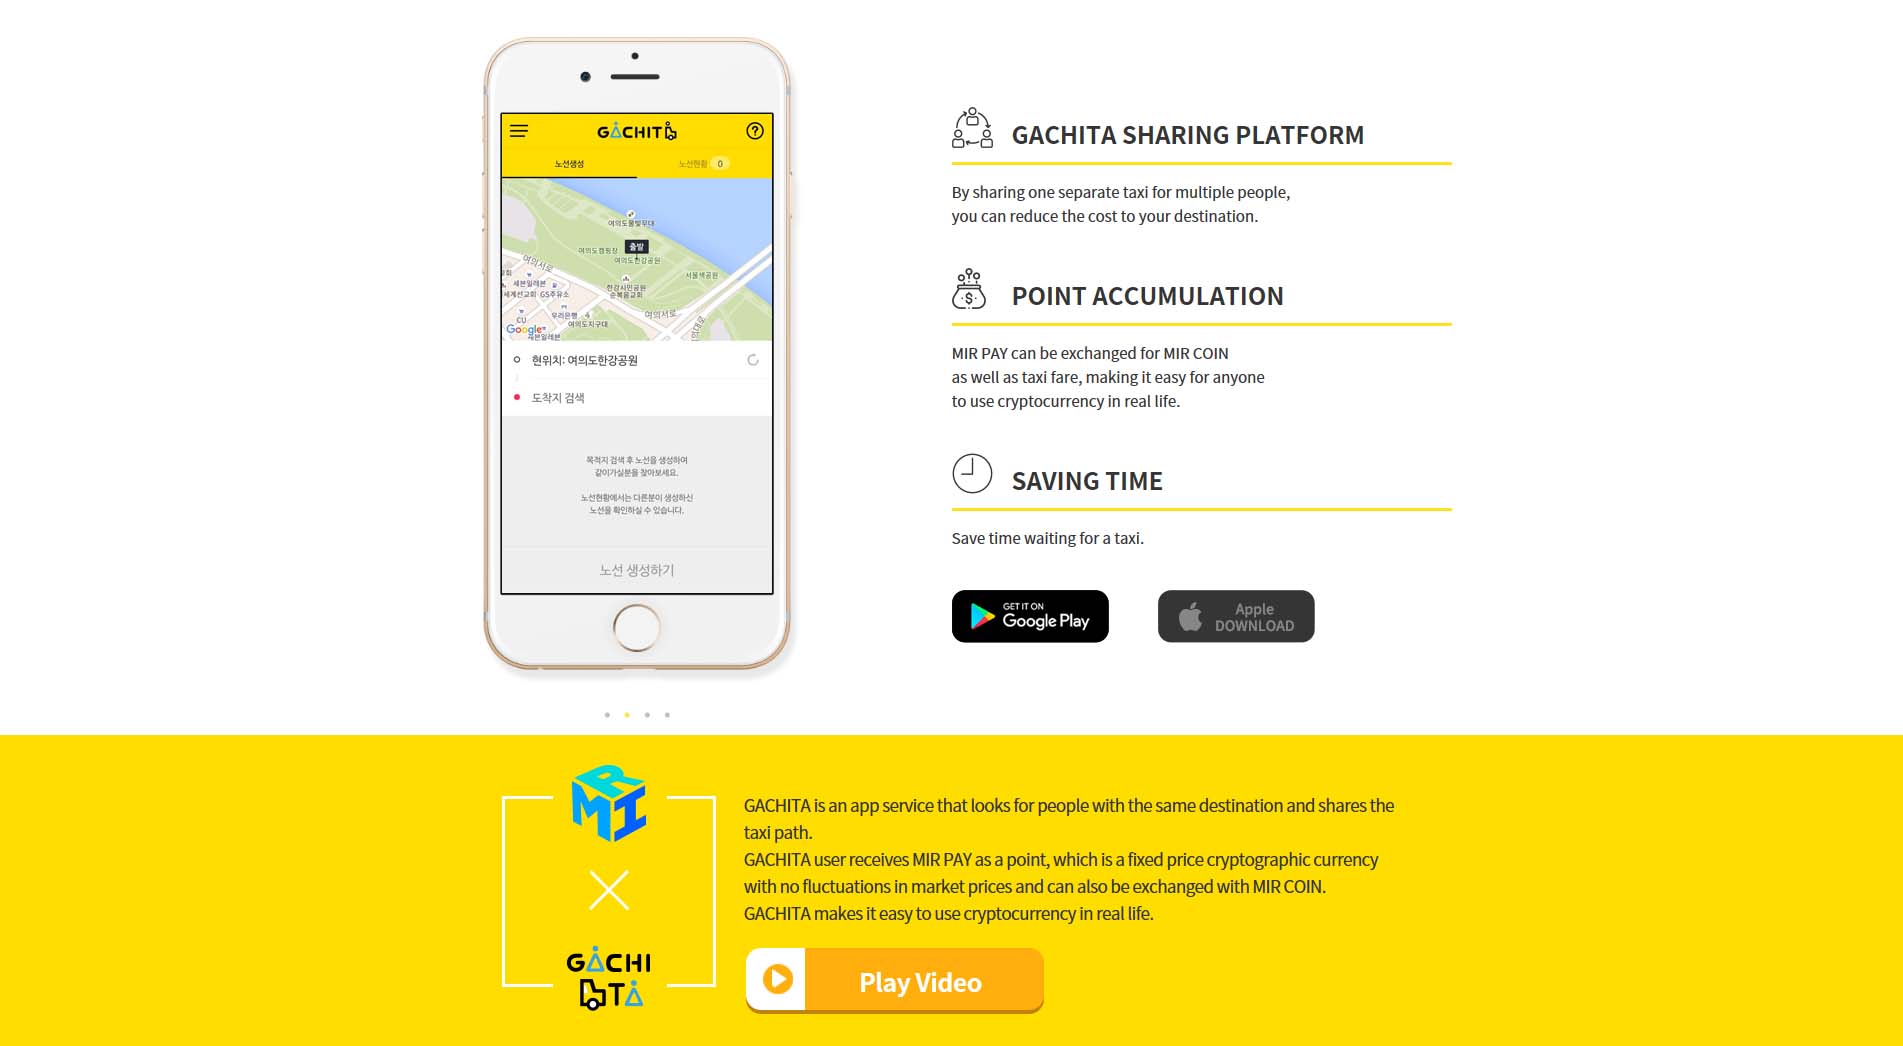 GACHITA
노선생성
노선현황 0
여의도물빛무대
출발
여의도캠핑장
여의도한강공원
여의서로
서울색공원
세븐일레븐
한강시민공원
순복음교회
세계선교회 GS주유소
우리은행
여의서로
CU
여의도지구대
Google
세븐일레븐
현위치: 여의도한강공원
도착지 검색
목적지 검색 후 노선을 생성하여
같이가실분을 찾아보세요.
노선현황에서는 다른분이 생성하신
노선을 확인하실 수 있습니다.
노선 생성하기
GACHITA SHARING PLATFORM
By sharing one separate taxi for multiple people,
you can reduce the cost to your destination.
POINT ACCUMULATION
MIR PAY can be exchanged for MIR COIN
as well as taxi fare, making it easy for anyone
to use cryptocurrency in real life.
SAVING TIME
Save time waiting for a taxi.
GET IT ON
Google Play
Apple
DOWNLOAD
MIR
GACHI
TA
GACHITA is an app service that looks for people with the same destination and shares the
taxi path.
GACHITA user receives MIR PAY as a point, which is a fixed price cryptographic currency
with no fluctuations in market prices and can also be exchanged with MIR COIN.
GACHITA makes it easy to use cryptocurrency in real life.
Play Video